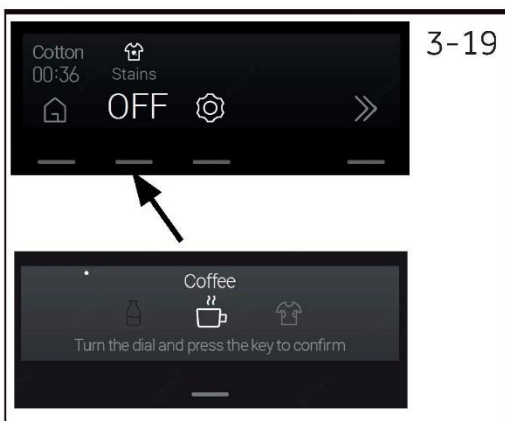 3-19
Cotton
00:36
Stains
OFF
Coffee
Turn the dial and press the key to confirm